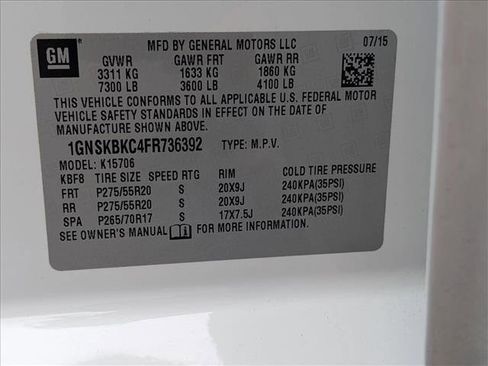 GM MFD BY GENERAL MOTORS LLC 07/15
GVWR GAWR FRT GAWR RR
3311 KG 1633 KG 1860 KG
7300 LB 3600 LB 4100 LB
THIS VEHICLE CONFORMS TO ALL APPLICABLE U.S. FEDERAL MOTOR
VEHICLE SAFETY STANDARDS IN EFFECT ON THE DATE OF
MANUFACTURE SHOWN ABOVE.
1GNSKBKC4FR736392 TYPE: M.P.V.
MODEL: K15706
KBF8 TIRE SIZE SPEED RTG RIM COLD TIRE PRESSURE
FRT P275/55R20 S 20X9J 240KPA(35PSI)
RR P275/55R20 S 20X9J 240KPA(35PSI)
SPA P265/70R17 S 17X7.5J 240KPA(35PSI)
SEE OWNER'S MANUAL FOR MORE INFORMATION.